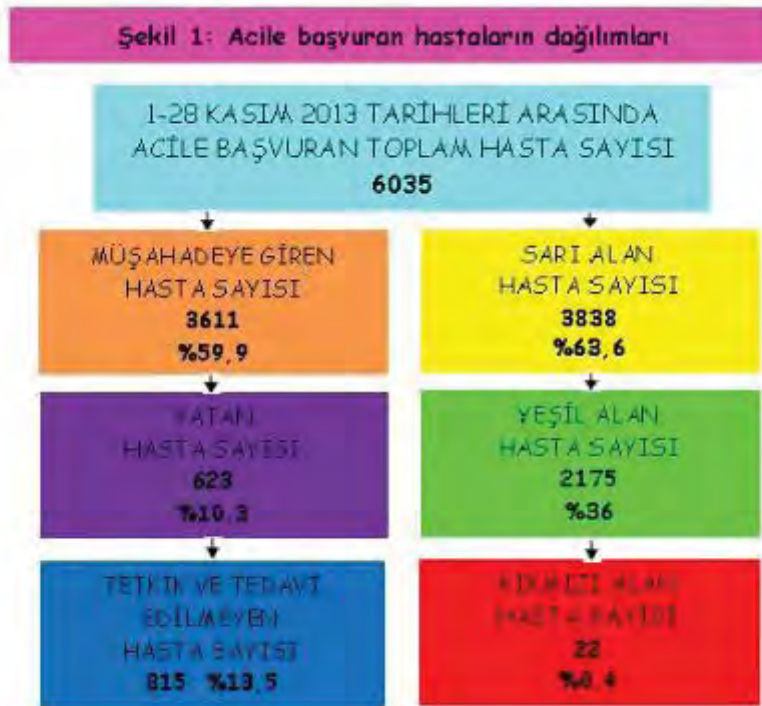 Şekil 1: Acile başvuran hastaların dağılımları
1-28 KASIM 2013 TARİHLERİ ARASINDA
ACİLE BAŞVURAN TOPLAM HASTA SAYISI
6035
MÜŞAHADEYE GİREN
HASTA SAYISI
3611
%59,9
YATAN
HASTA SAYISI
623
%10,3
TETKİK VE TEDAVİ
EDİLMEYEN
HASTA SAYISI
815 %13,5
SARI ALAN
HASTA SAYISI
3838
%63,6
YEŞİL ALAN
HASTA SAYISI
2175
%36
KIRMIZI ALAN
HASTA SAYISI
22
%0,4